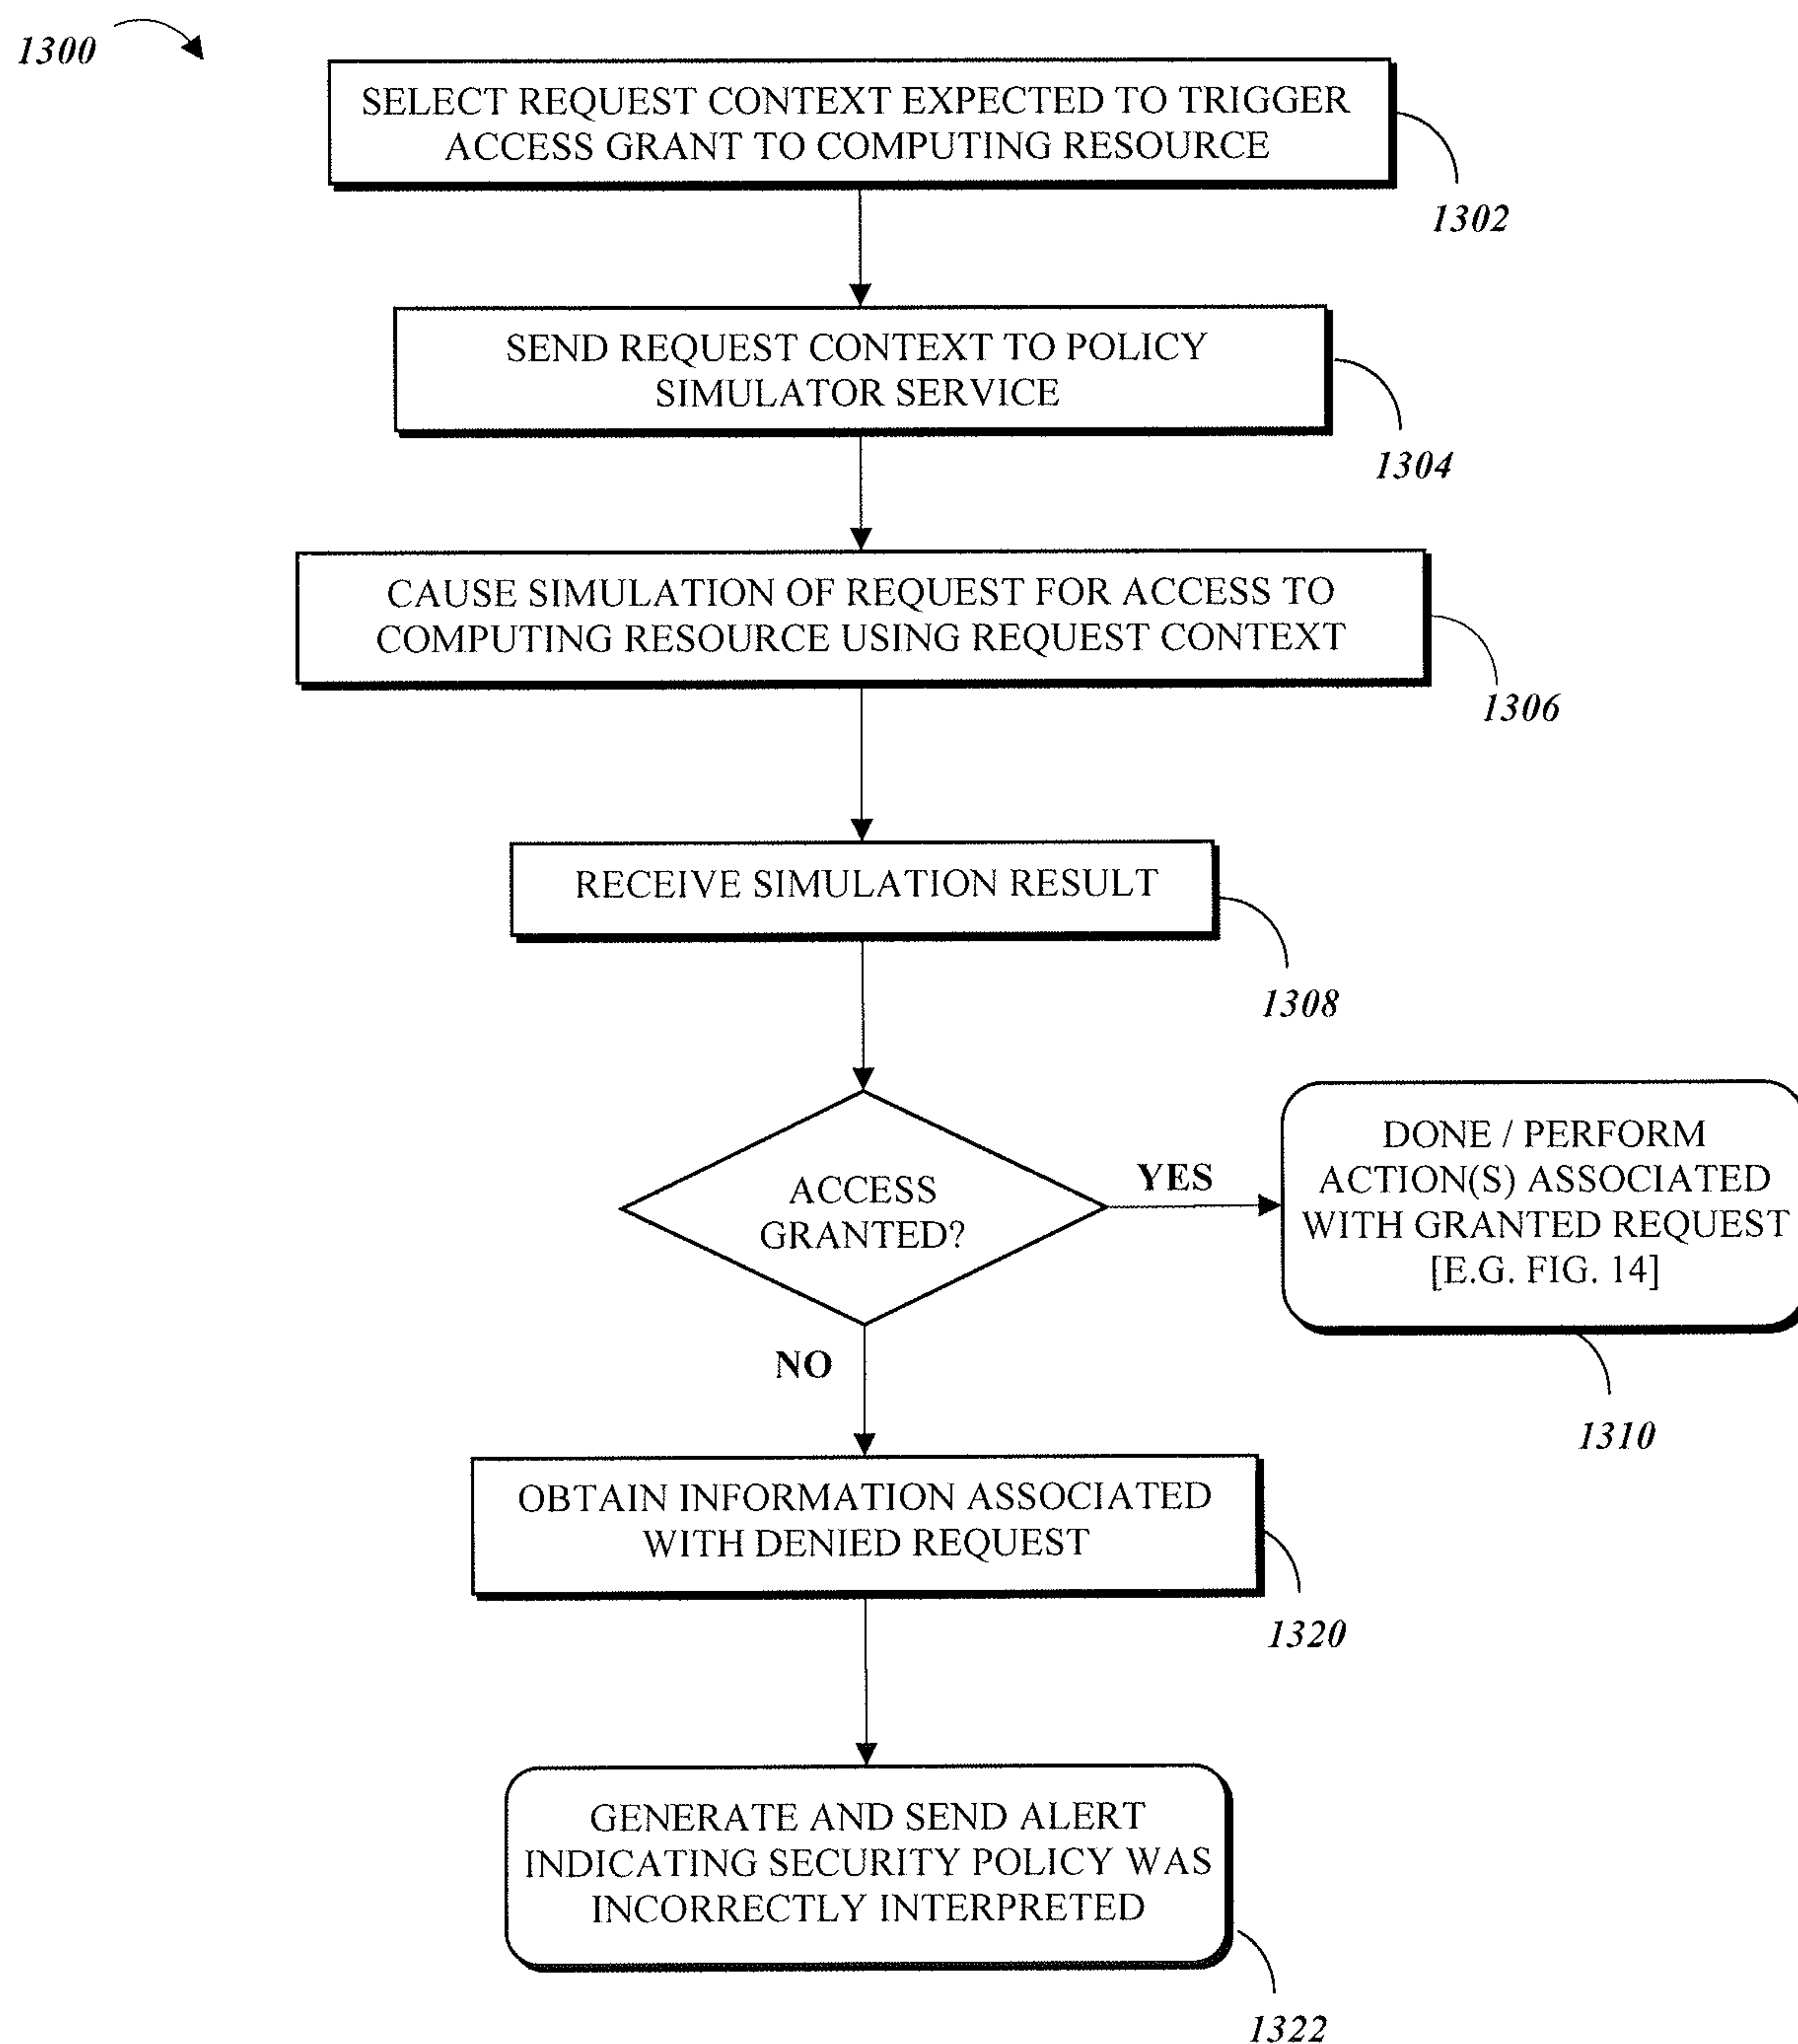 1300
SELECT REQUEST CONTEXT EXPECTED TO TRIGGER
ACCESS GRANT TO COMPUTING RESOURCE
1302
SEND REQUEST CONTEXT TO POLICY
SIMULATOR SERVICE
1304
CAUSE SIMULATION OF REQUEST FOR ACCESS TO
COMPUTING RESOURCE USING REQUEST CONTEXT
1306
RECEIVE SIMULATION RESULT
1308
ACCESS
GRANTED?
YES
DONE / PERFORM
ACTION(S) ASSOCIATED
WITH GRANTED REQUEST
[E.G. FIG. 14]
1310
NO
OBTAIN INFORMATION ASSOCIATED
WITH DENIED REQUEST
1320
GENERATE AND SEND ALERT
INDICATING SECURITY POLICY WAS
INCORRECTLY INTERPRETED
1322